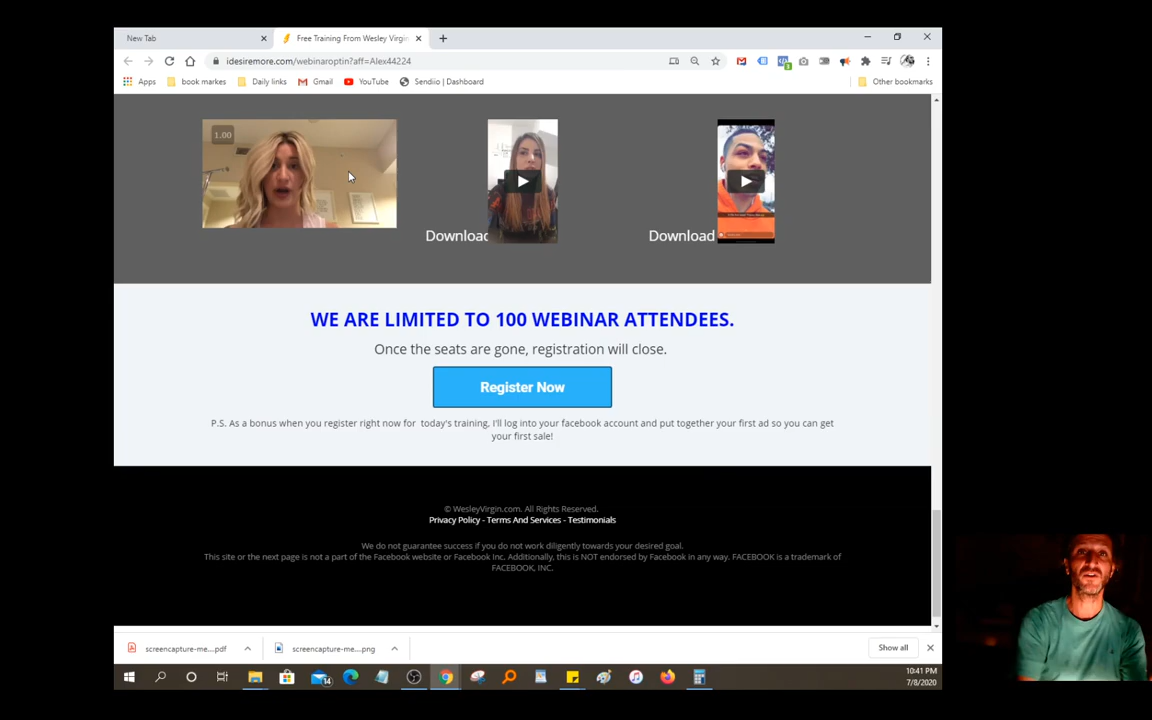 New Tab
Free Training From Wesley Virgin
idesiremore.com/webinaroptin?aff=Alex44224
Apps
book markes
Daily links
Gmail
YouTube
Sendiio | Dashboard
Other bookmarks
1.00
Download
Download
WE ARE LIMITED TO 100 WEBINAR ATTENDEES.
Once the seats are gone, registration will close.
Register Now
P.S. As a bonus when you register right now for today's training, I'll log into your facebook account and put together your first ad so you can get
your first sale!
© WesleyVirgin.com. All Rights Reserved.
Privacy Policy - Terms And Services - Testimonials
We do not guarantee success if you do not work diligently towards your desired goal.
This site or the next page is not a part of the Facebook website or Facebook Inc. Additionally, this is NOT endorsed by Facebook in any way. FACEBOOK is a trademark of
FACEBOOK, INC.
screencapture-me....pdf
screencapture-me....png
Show all
14
10:41 PM
7/8/2020